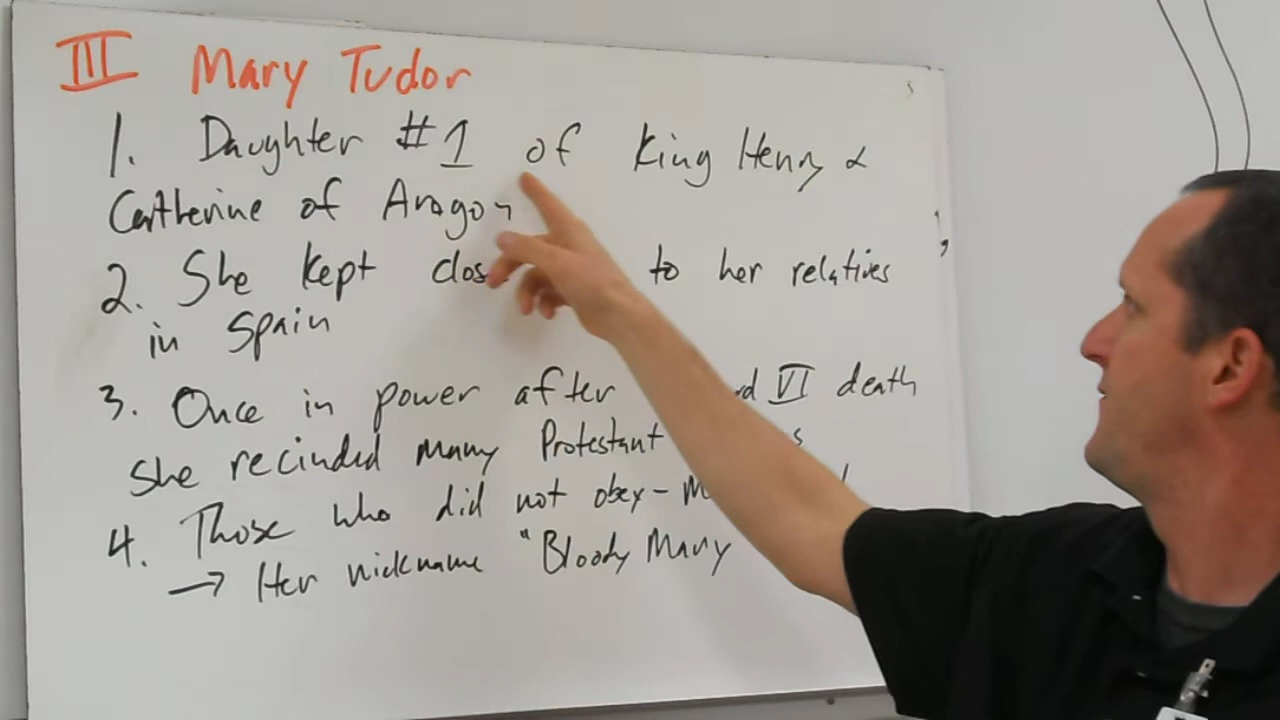 III Mary Tudor
1. Daughter #1 of King Henry &
Catherine of Aragon
2. She kept clos to her relatives
in Spain
3. Once in power after rd VI death
she recinded many Protestant s
4. Those who did not obey - M
→ Her nickname "Bloody Mary